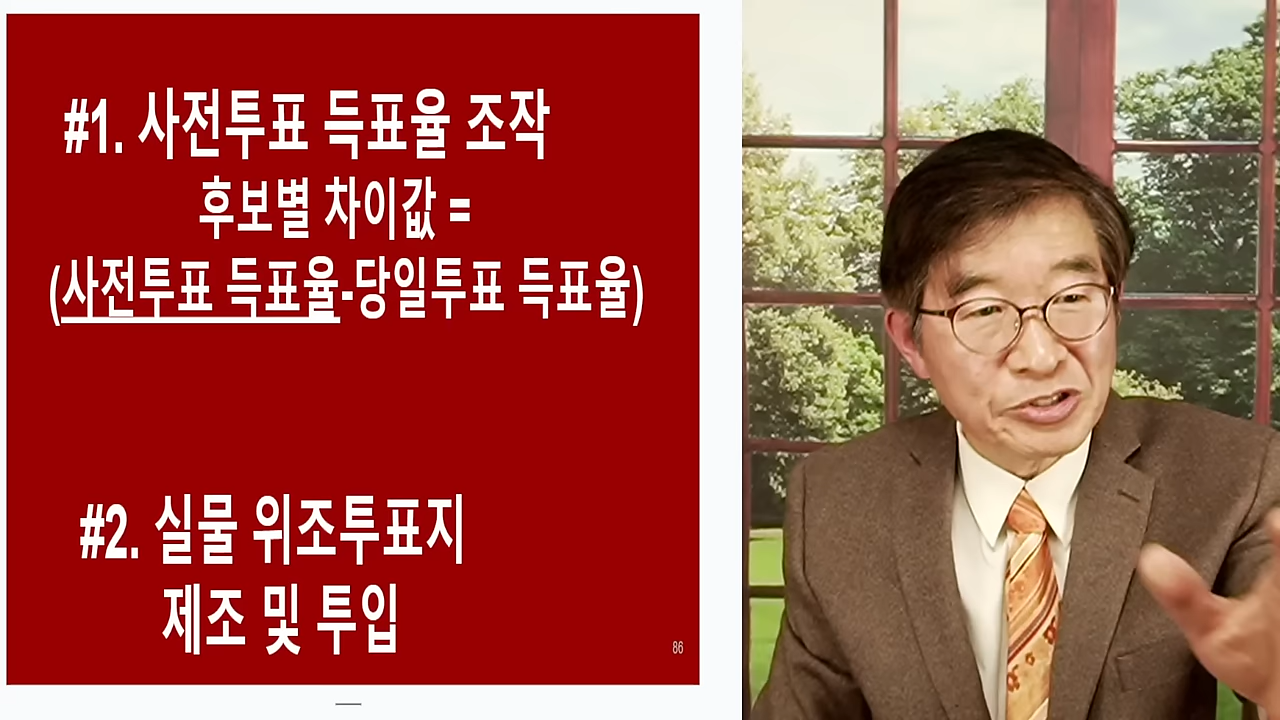 #1. 사전투표 득표율 조작
후보별 차이값 =
(사전투표 득표율-당일투표 득표율)
#2. 실물 위조투표지
제조 및 투입
86